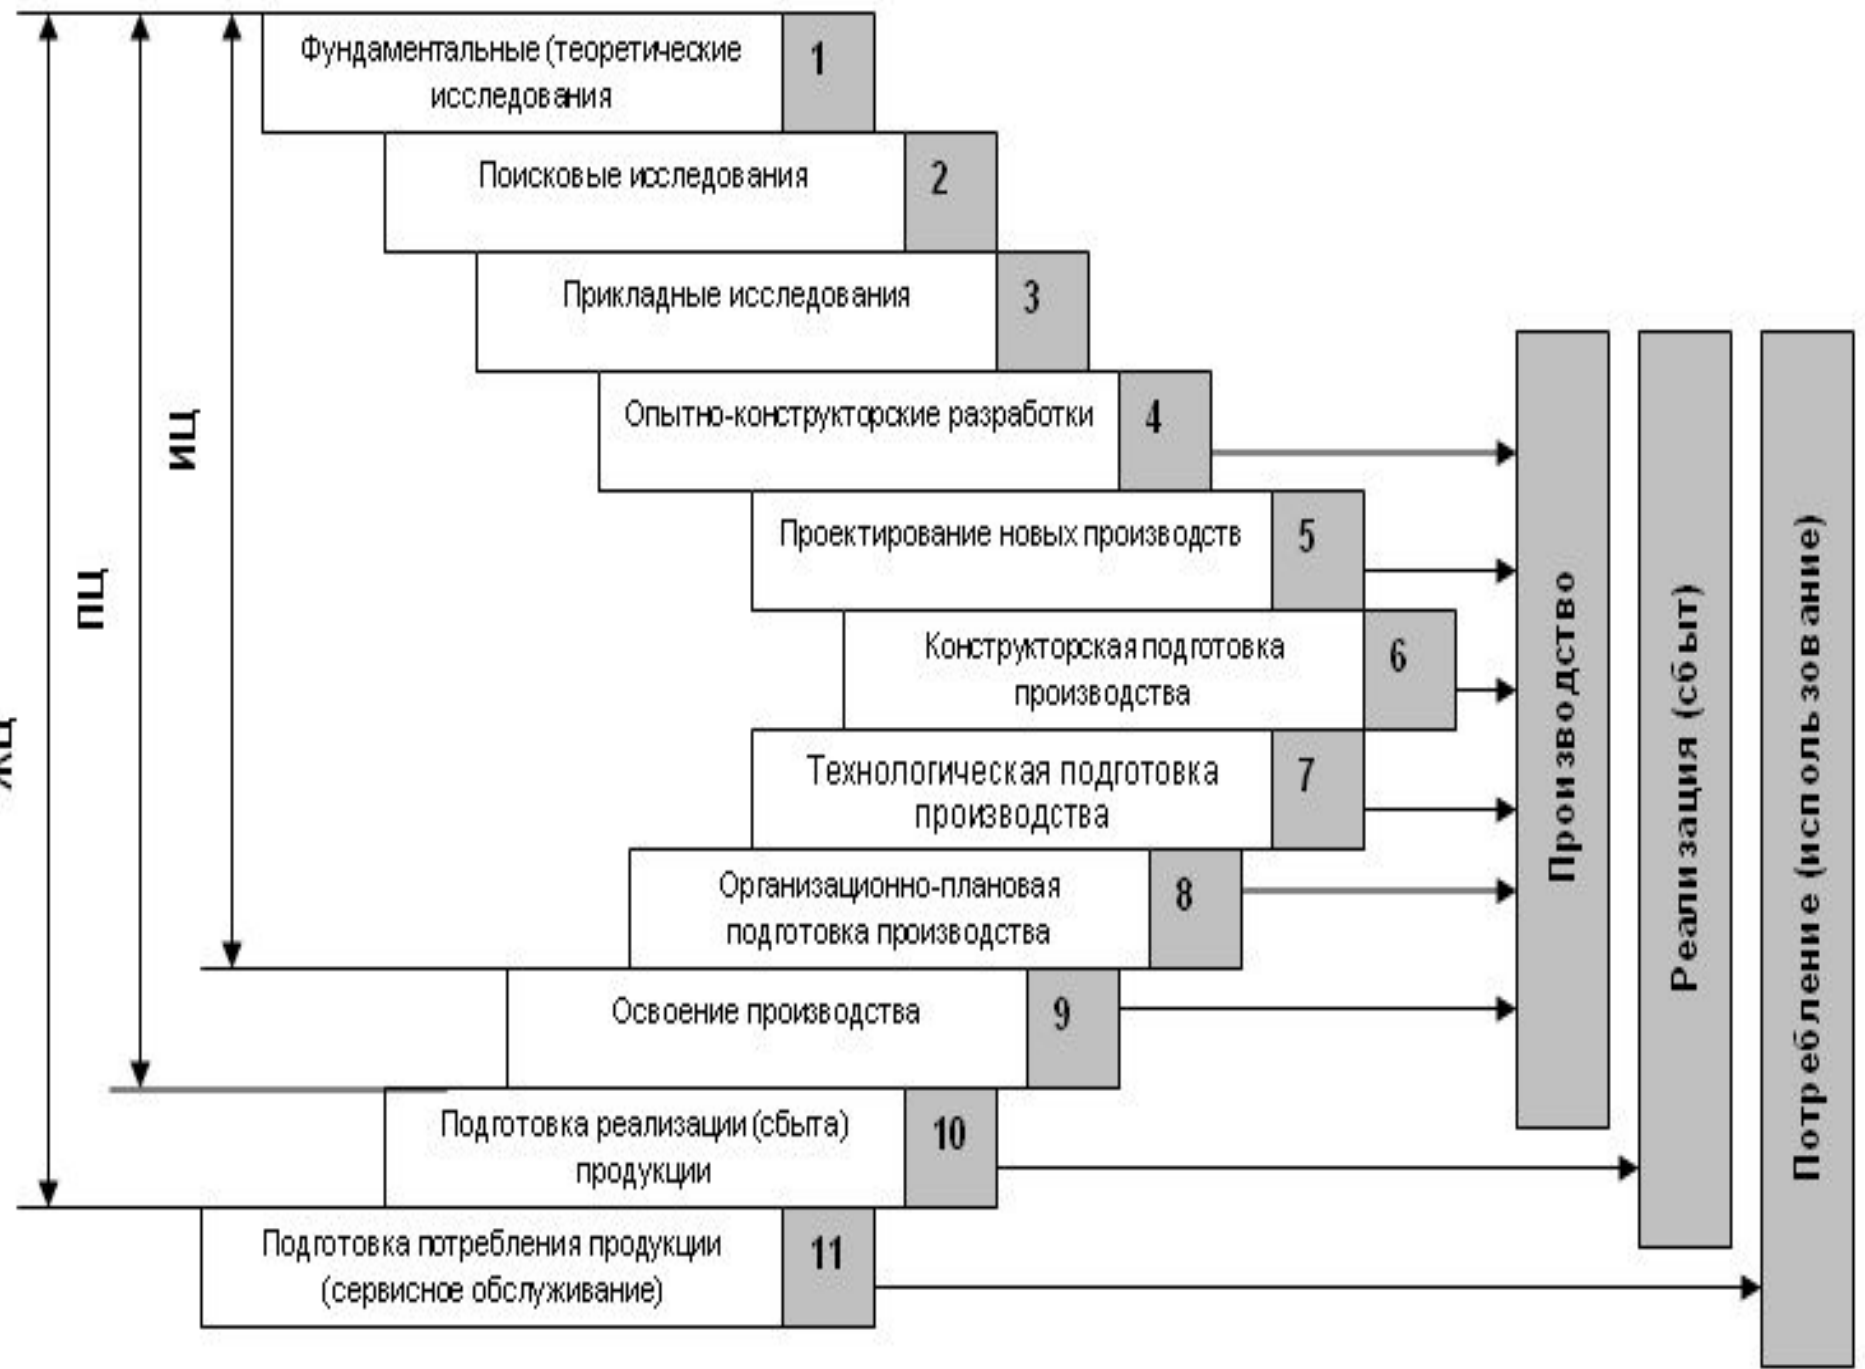 Фундаментальные (теоретические
исследования
1
Поисковые исследования
2
Прикладные исследования
3
Опытно-конструкторские разработки
4
Проектирование новых производств
5
Конструкторская подготовка
производства
6
Технологическая подготовка
производства
7
Организационно-плановая
подготовка производства
8
Освоение производства
9
Подготовка реализации (сбыта)
продукции
10
Подготовка потребления продукции
(сервисное обслуживание)
11
ЖЦ
ПЦ
ИЦ
Производство
Реализация (сбыт)
Потребление (использование)